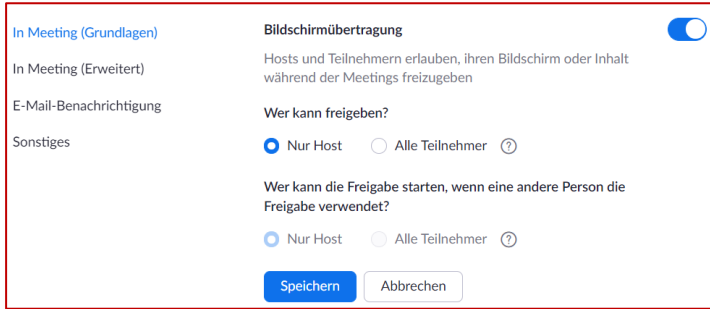 In Meeting (Grundlagen)
In Meeting (Erweitert)
E-Mail-Benachrichtigung
Sonstiges
Bildschirmübertragung
Hosts und Teilnehmern erlauben, ihren Bildschirm oder Inhalt
während der Meetings freizugeben
Wer kann freigeben?
Nur Host Alle Teilnehmer ?
Wer kann die Freigabe starten, wenn eine andere Person die
Freigabe verwendet?
Nur Host Alle Teilnehmer ?
Speichern Abbrechen